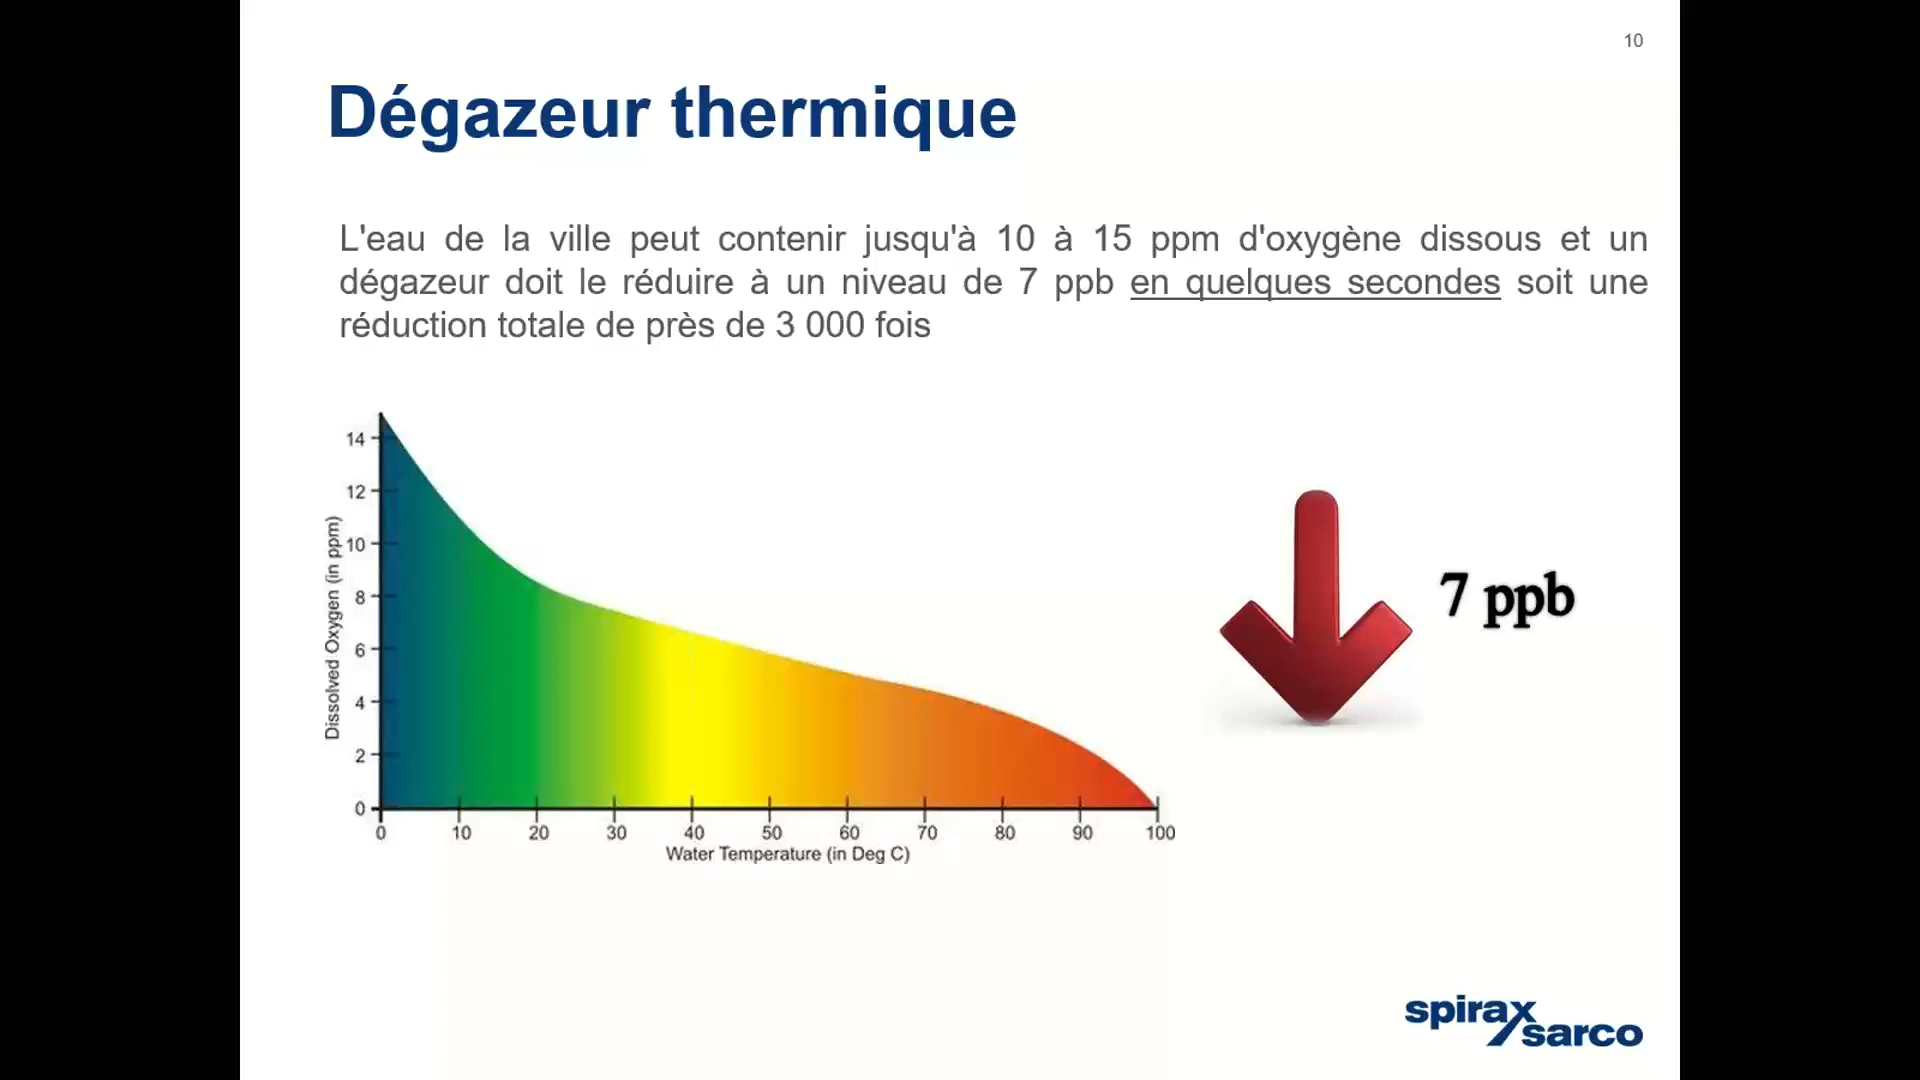 10
Dégazeur thermique
L'eau de la ville peut contenir jusqu'à 10 à 15 ppm d'oxygène dissous et un
dégazeur doit le réduire à un niveau de 7 ppb en quelques secondes soit une
réduction totale de près de 3 000 fois
Dissolved Oxygen (in ppm)
14
12
10
8
6
4
2
0
0 10 20 30 40 50 60 70 80 90 100
Water Temperature (in Deg C)
7 ppb
spirax
sarco